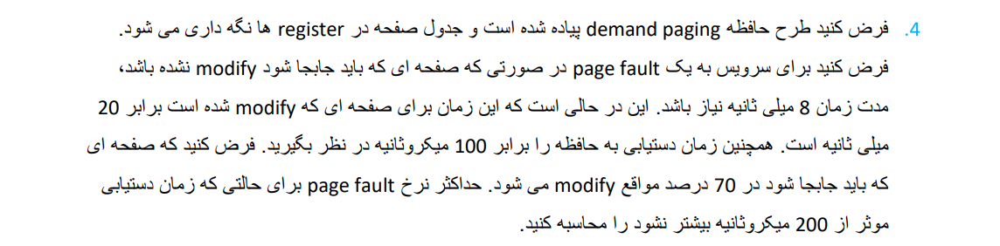 4. فرض کنید طرح حافظه demand paging پیاده شده است و جدول صفحه در register ها نگه داری می شود.
فرض کنید برای سرویس به یک page fault در صورتی که صفحه ای که باید جابجا شود modify نشده باشد،
مدت زمان 8 میلی ثانیه نیاز باشد. این در حالی است که این زمان برای صفحه ای که modify شده است برابر 20
میلی ثانیه است. همچنین زمان دستیابی به حافظه را برابر 100 میکروثانیه در نظر بگیرید. فرض کنید که صفحه ای
که باید جابجا شود در 70 درصد مواقع modify می شود. حداکثر نرخ page fault برای حالتی که زمان دستیابی
موثر از 200 میکروثانیه بیشتر نشود را محاسبه کنید.